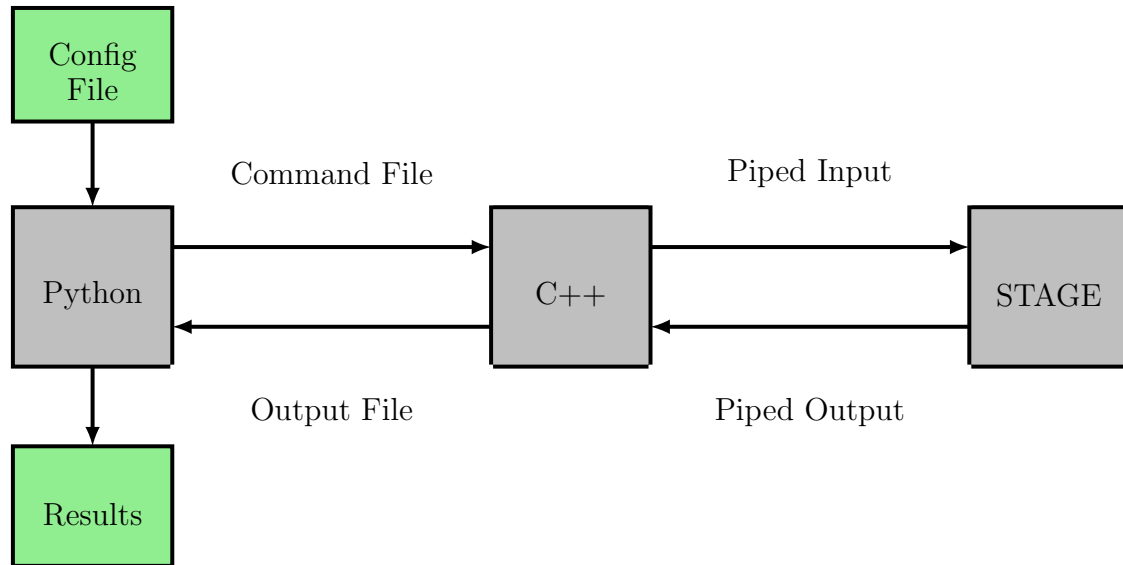 Config
File
Command File
Piped Input
Python
C++
STAGE
Output File
Piped Output
Results